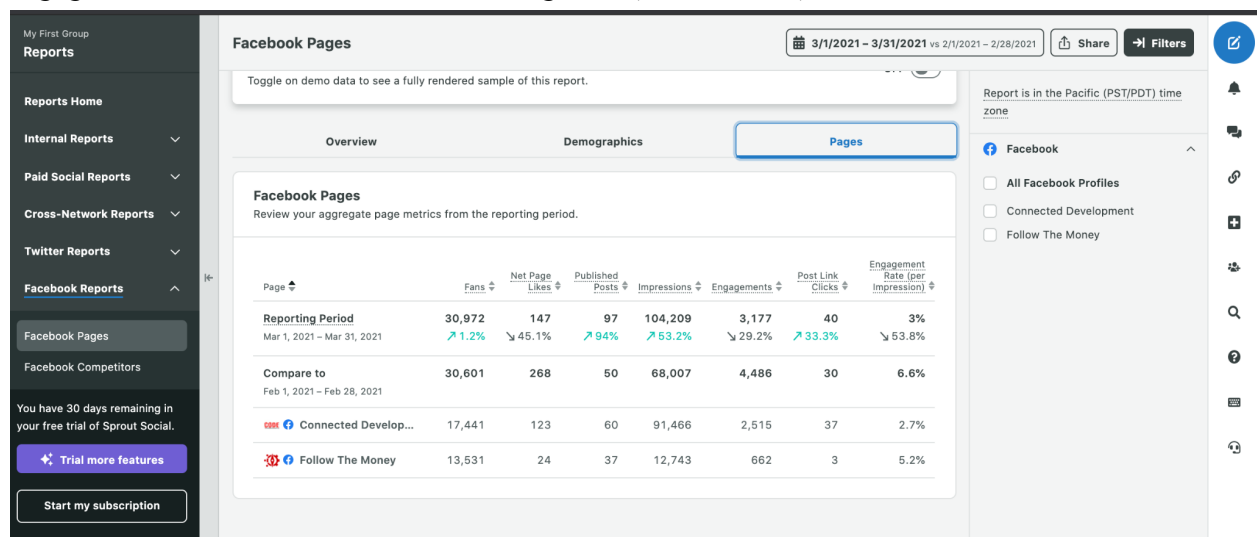 My First Group
Reports
Reports Home
Internal Reports
Paid Social Reports
Cross-Network Reports
Twitter Reports
Facebook Reports
Facebook Pages
Facebook Competitors
You have 30 days remaining in
your free trial of Sprout Social.
Trial more features
Start my subscription
Facebook Pages
3/1/2021 – 3/31/2021 vs 2/1/2021 – 2/28/2021
Share
Filters
Toggle on demo data to see a fully rendered sample of this report.
Overview Demographics Pages
Facebook Pages
Review your aggregate page metrics from the reporting period.
Page Fans Net Page Likes Published Posts Impressions Engagements Post Link Clicks Engagement Rate (per Impression)
Reporting Period 30,972 147 97 104,209 3,177 40 3%
Mar 1, 2021 – Mar 31, 2021 ↗1.2% ↘45.1% ↗94% ↗53.2% ↘29.2% ↗33.3% ↘53.8%
Compare to 30,601 268 50 68,007 4,486 30 6.6%
Feb 1, 2021 – Feb 28, 2021
Connected Develop... 17,441 123 60 91,466 2,515 37 2.7%
Follow The Money 13,531 24 37 12,743 662 3 5.2%
Report is in the Pacific (PST/PDT) time
zone
Facebook
All Facebook Profiles
Connected Development
Follow The Money